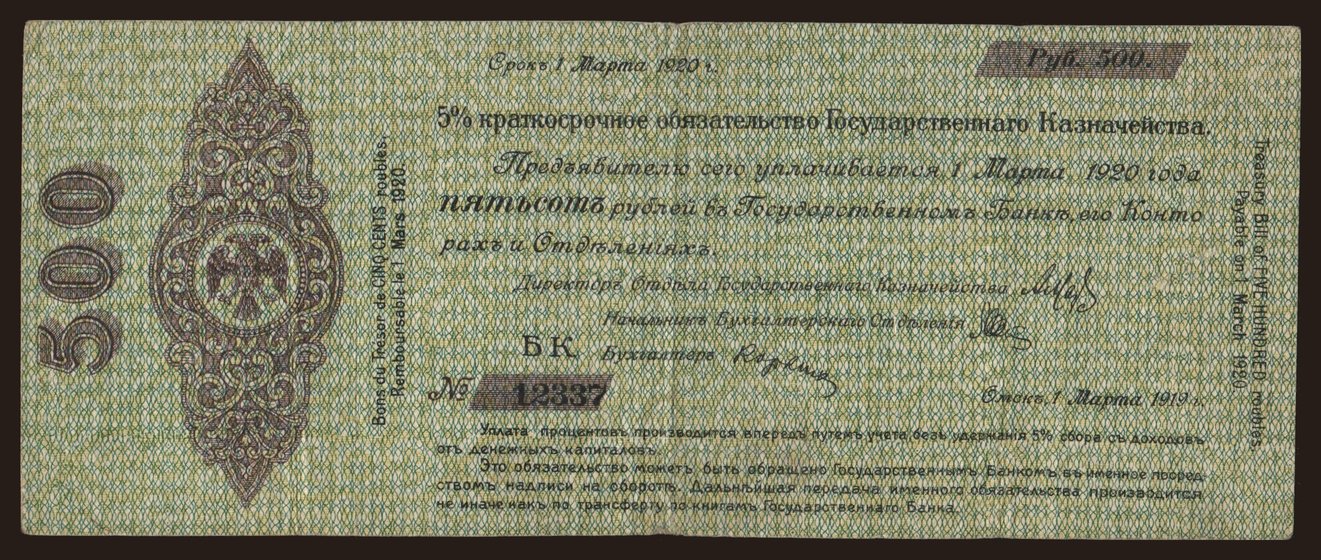 500
Bons du Trésor de CINQ CENTS roubles.
Remboursable le 1 Mars 1920.
Срокъ 1 Марта 1920 г.
Руб. 500.
5% краткосрочное обязательство Государственнаго Казначейства.
Предъявителю сего уплачивается 1 Марта 1920 года
пятьсотъ рублей въ Государственномъ Банкѣ, его Конто
рахъ и Отдѣленіяхъ.
Директоръ Отдѣла Государственнаго Казначейства
Начальникъ Бухгалтерскаго Отдѣленія
БК Бухгалтеръ
№ 12337
Омскъ, 1 Марта 1919 г.
Уплата процентовъ производится впередъ путемъ учета, безъ удержанія 5% сбора съ доходовъ
отъ денежныхъ капиталовъ.
Это обязательство можетъ быть обращено Государственнымъ Банкомъ въ именное посред
ствомъ надписи на оборотѣ. Дальнѣйшая передача именного обязательства производится
не иначе какъ по трансферту по книгамъ Государственнаго Банка.
Treasury Bill of FIVE HUNDRED roubles.
Payable on 1 March 1920